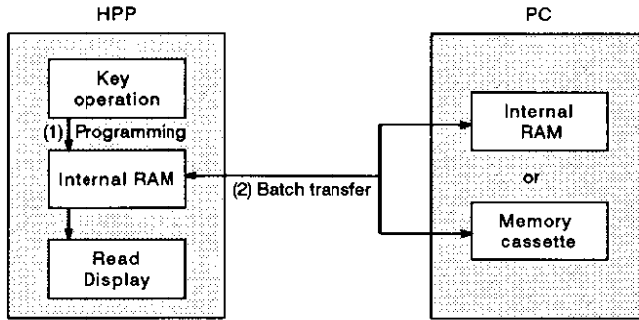 HPP
PC
Key
operation
(1) Programming
Internal RAM
Read
Display
(2) Batch transfer
Internal
RAM
or
Memory
cassette